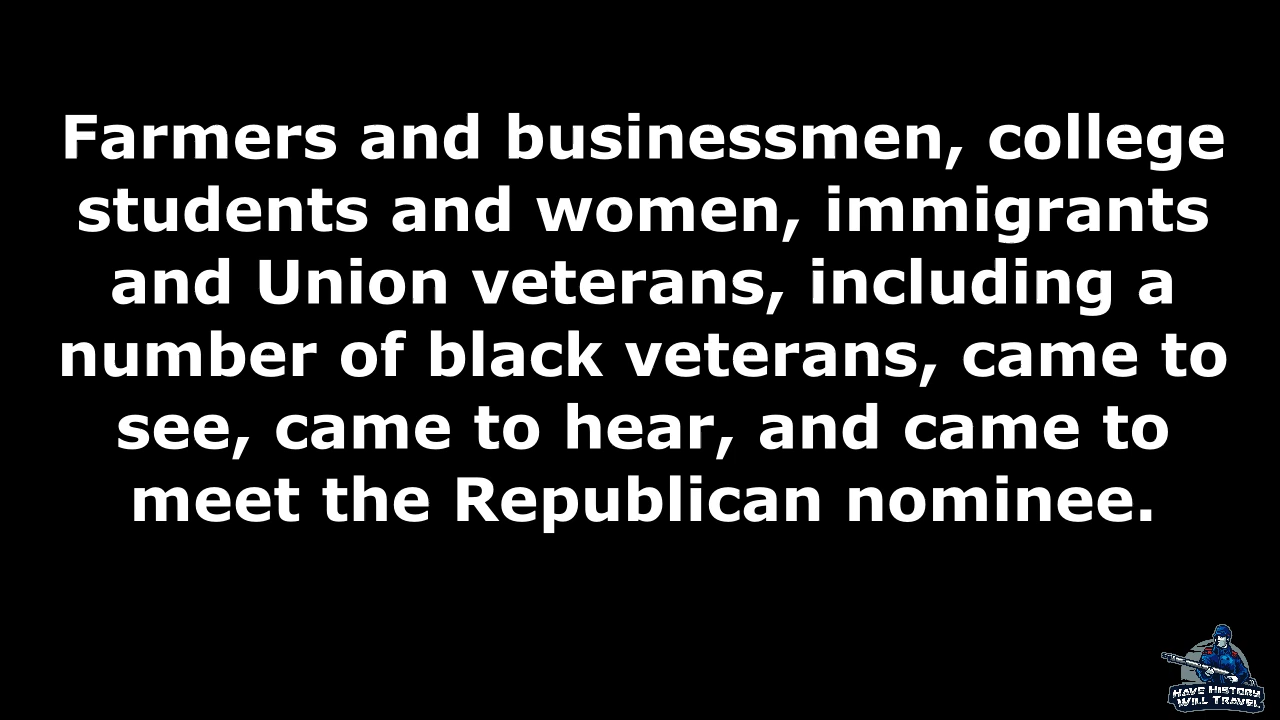 Farmers and businessmen, college
students and women, immigrants
and Union veterans, including a
number of black veterans, came to
see, came to hear, and came to
meet the Republican nominee.
HAVE HISTORY
WILL TRAVEL